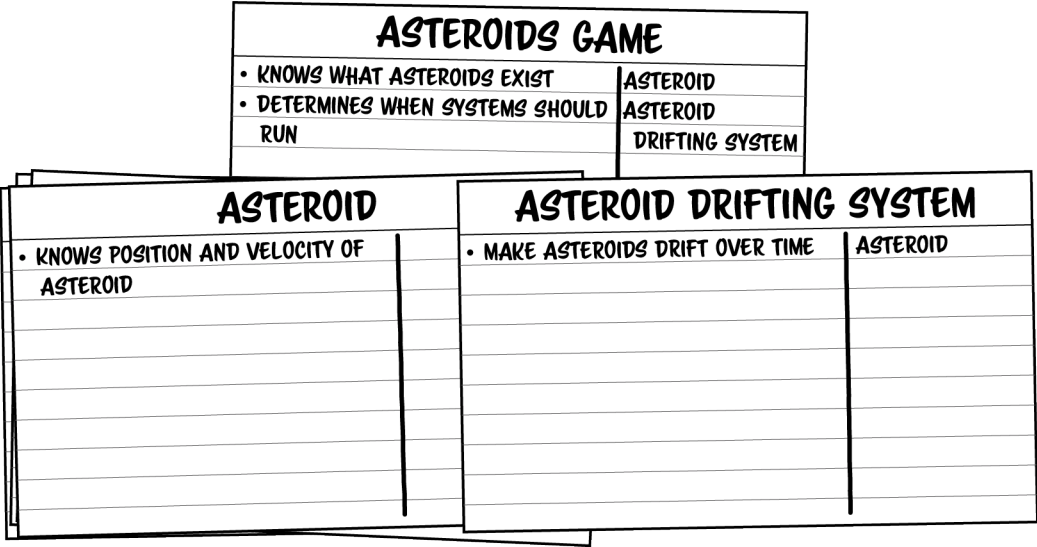 ASTEROIDS GAME
• KNOWS WHAT ASTEROIDS EXIST
ASTEROID
• DETERMINES WHEN SYSTEMS SHOULD
ASTEROID
RUN
DRIFTING SYSTEM
ASTEROID
• KNOWS POSITION AND VELOCITY OF
ASTEROID
ASTEROID DRIFTING SYSTEM
• MAKE ASTEROIDS DRIFT OVER TIME
ASTEROID